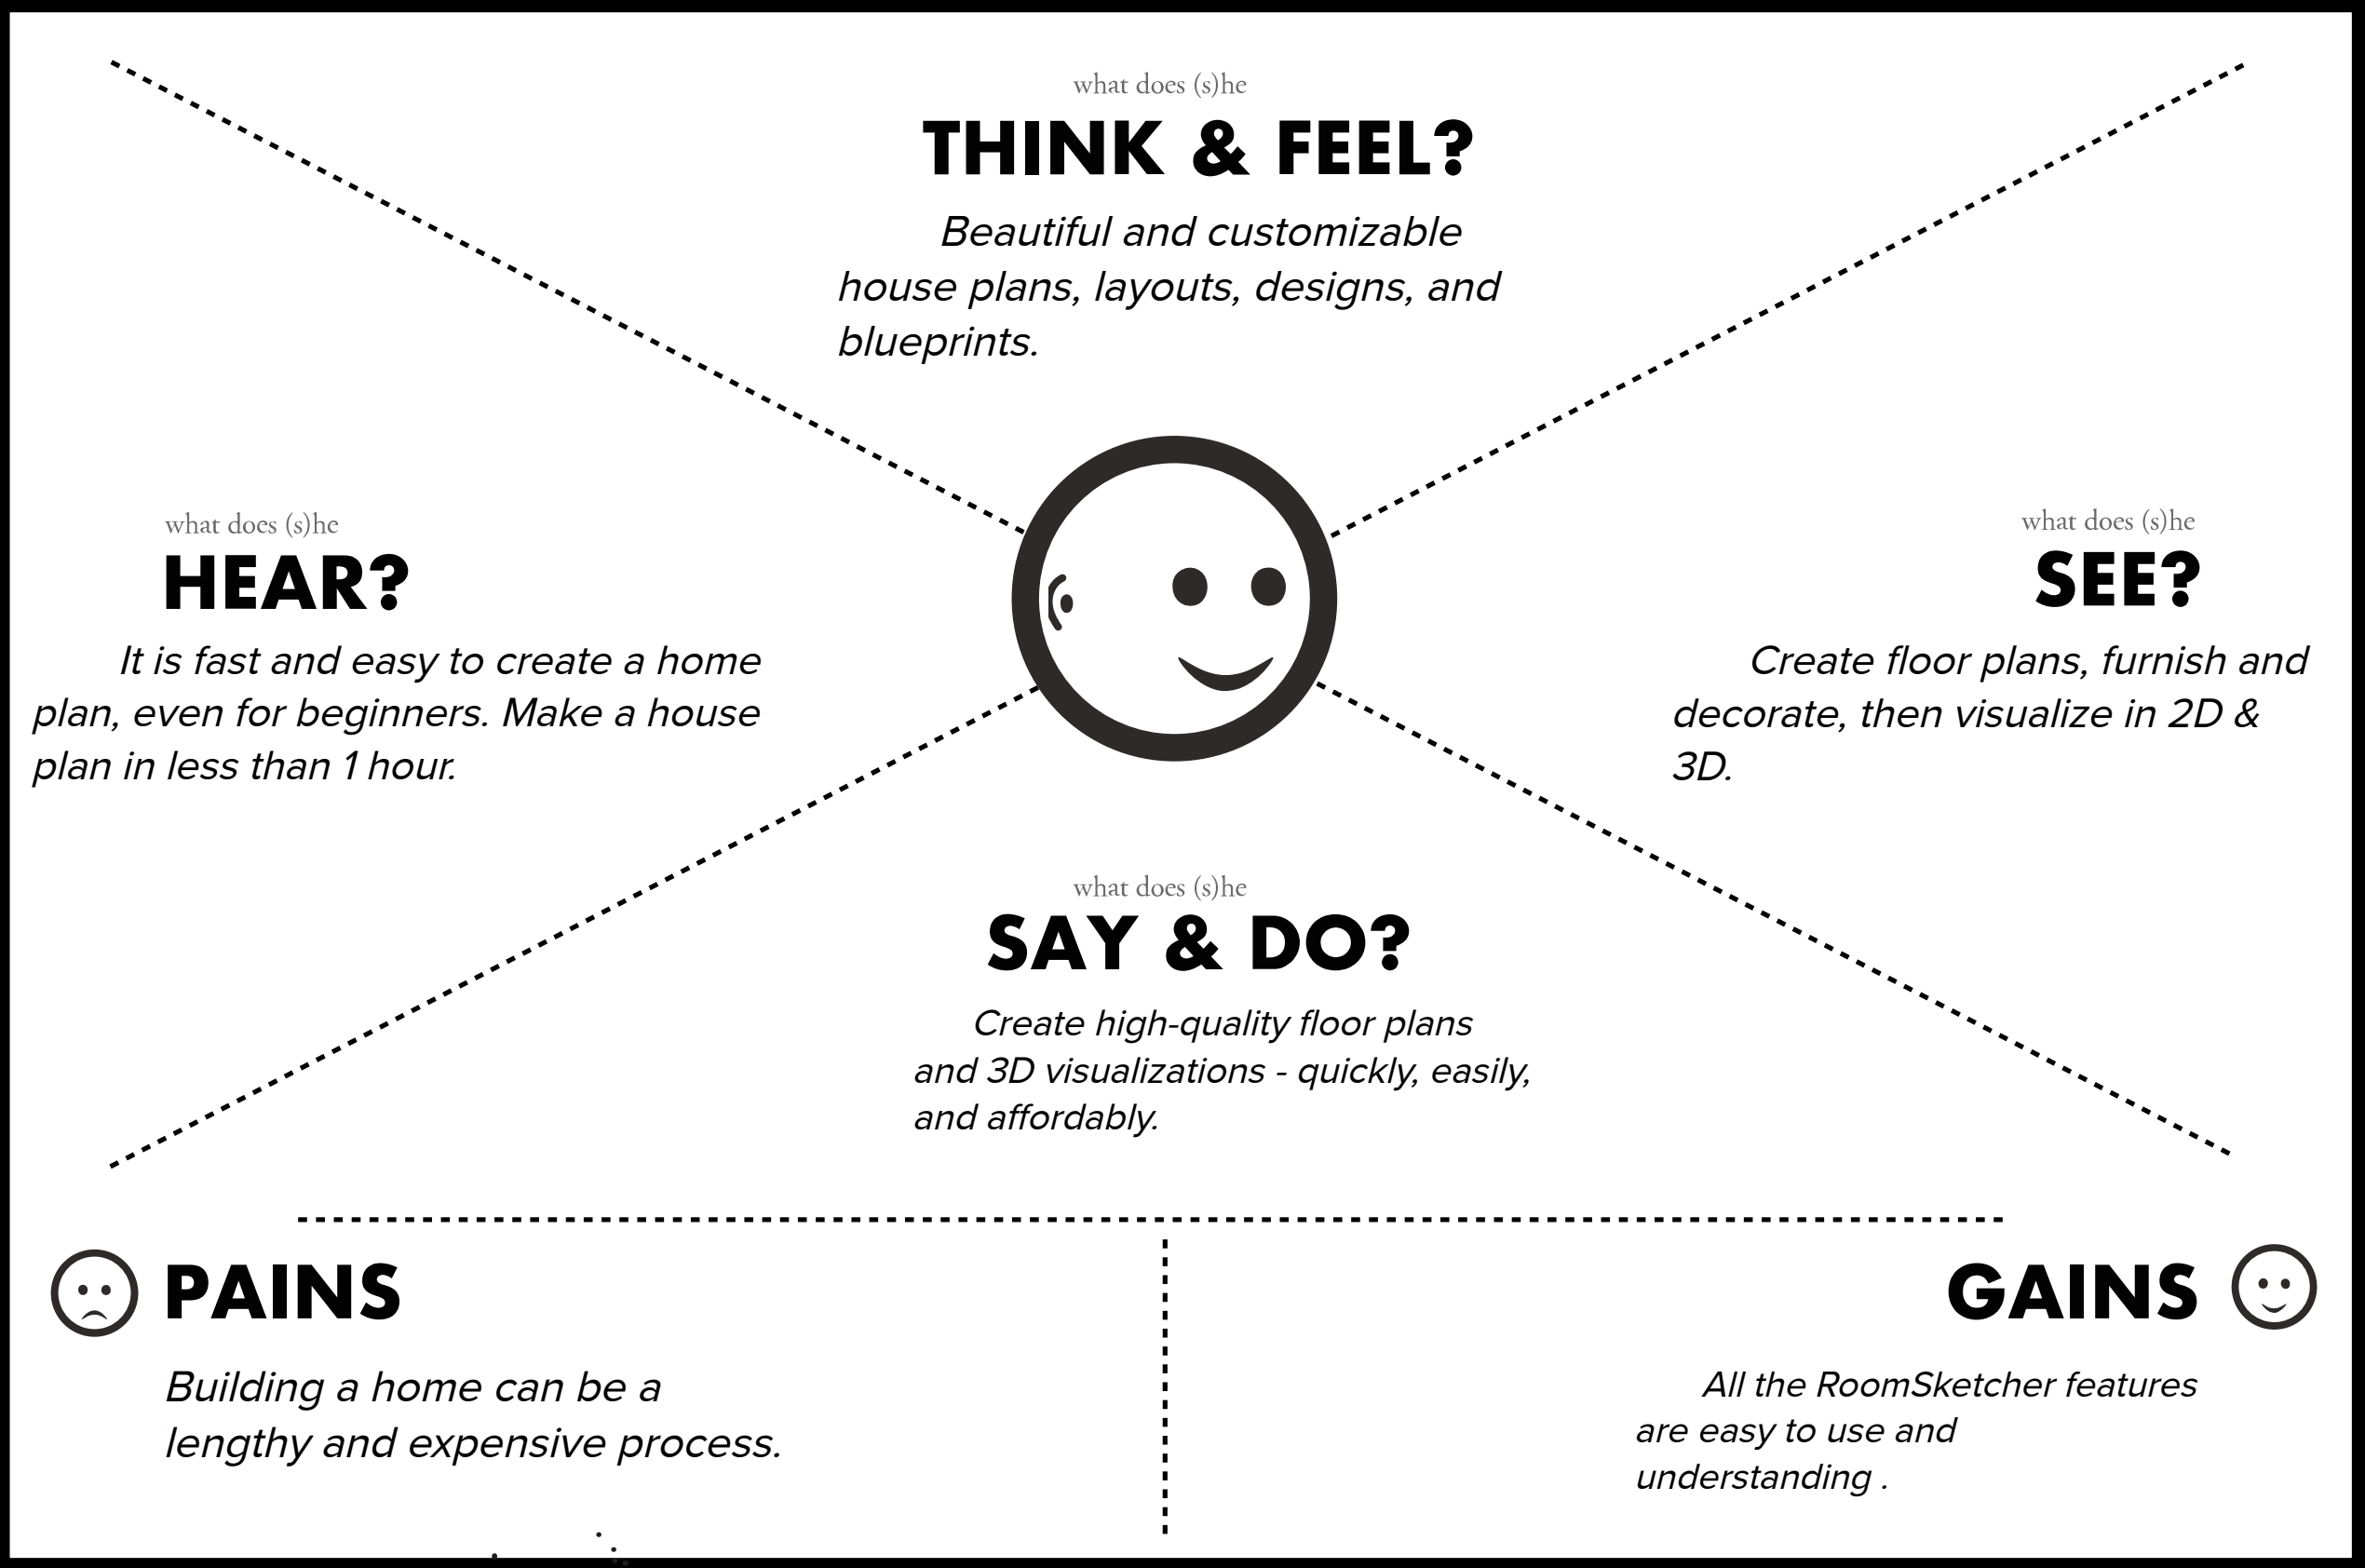 what does (s)he
THINK & FEEL?
Beautiful and customizable
house plans, layouts, designs, and
blueprints.
what does (s)he
HEAR?
It is fast and easy to create a home
plan, even for beginners. Make a house
plan in less than 1 hour.
what does (s)he
SEE?
Create floor plans, furnish and
decorate, then visualize in 2D &
3D.
what does (s)he
SAY & DO?
Create high-quality floor plans
and 3D visualizations - quickly, easily,
and affordably.
PAINS
Building a home can be a
lengthy and expensive process.
GAINS
All the RoomSketcher features
are easy to use and
understanding .